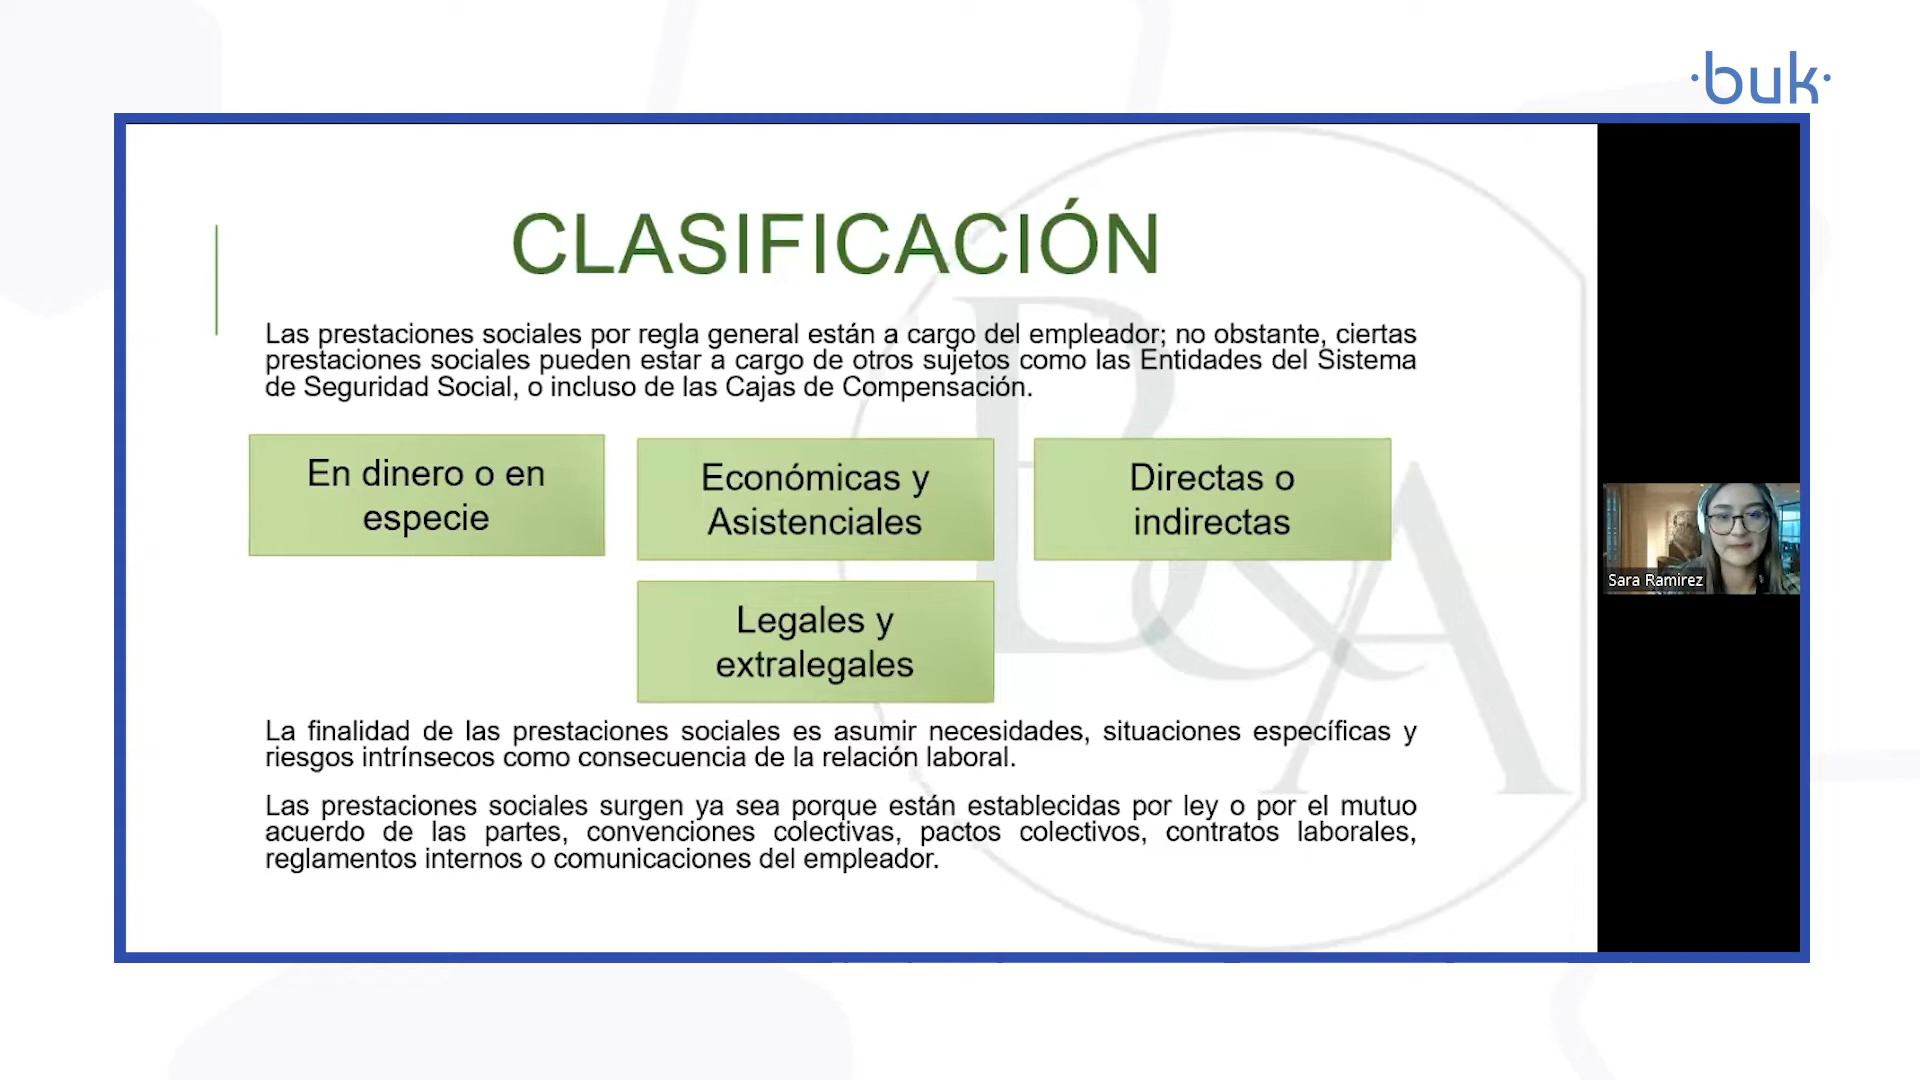 ·buk·
CLASIFICACIÓN
Las prestaciones sociales por regla general están a cargo del empleador; no obstante, ciertas
prestaciones sociales pueden estar a cargo de otros sujetos como las Entidades del Sistema
de Seguridad Social, o incluso de las Cajas de Compensación.
En dinero o en
especie
Económicas y
Asistenciales
Directas o
indirectas
Legales y
extralegales
La finalidad de las prestaciones sociales es asumir necesidades, situaciones específicas y
riesgos intrínsecos como consecuencia de la relación laboral.
Las prestaciones sociales surgen ya sea porque están establecidas por ley o por el mutuo
acuerdo de las partes, convenciones colectivas, pactos colectivos, contratos laborales,
reglamentos internos o comunicaciones del empleador.
B&A
Sara Ramirez